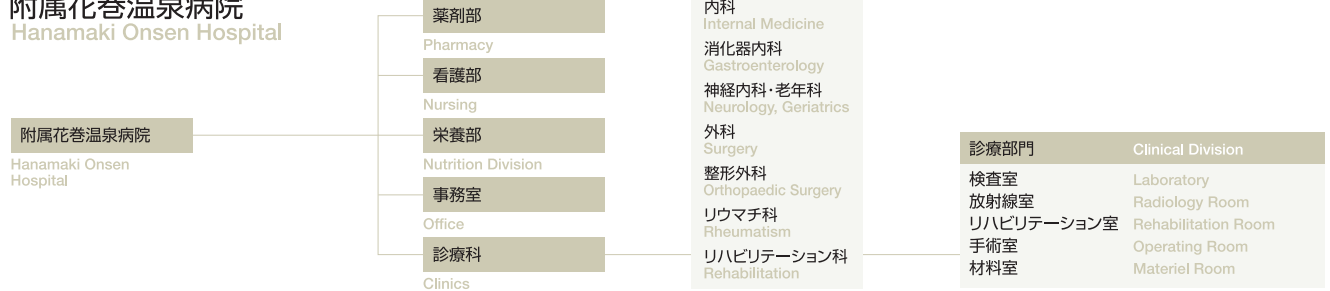 附属花巻温泉病院
Hanamaki Onsen Hospital
附属花巻温泉病院
Hanamaki Onsen
Hospital
薬剤部
Pharmacy
看護部
Nursing
栄養部
Nutrition Division
事務室
Office
診療科
Clinics
内科
Internal Medicine
消化器内科
Gastroenterology
神経内科・老年科
Neurology, Geriatrics
外科
Surgery
整形外科
Orthopaedic Surgery
リウマチ科
Rheumatism
リハビリテーション科
Rehabilitation
診療部門 Clinical Division
検査室 Laboratory
放射線室 Radiology Room
リハビリテーション室 Rehabilitation Room
手術室 Operating Room
材料室 Materiel Room